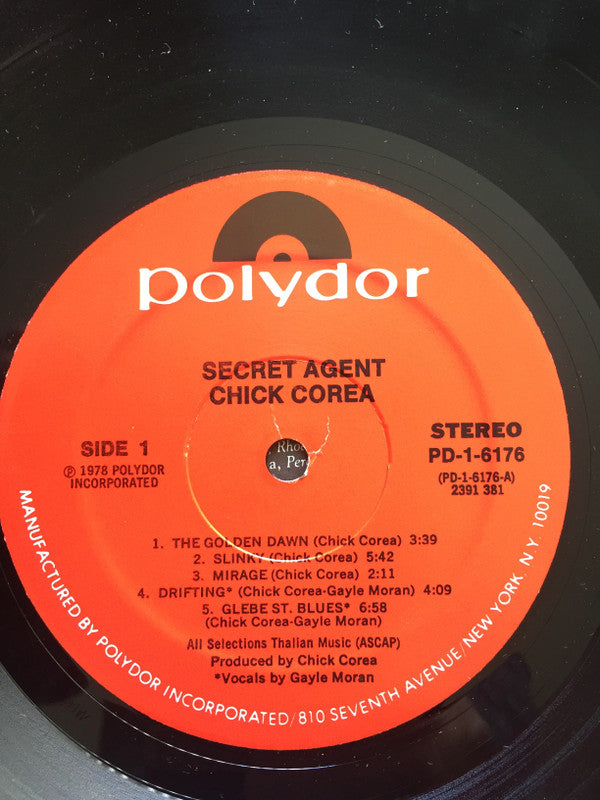 polydor
SECRET AGENT
CHICK COREA
SIDE 1
℗ 1978 POLYDOR
INCORPORATED
STEREO
PD-1-6176
(PD-1-6176-A)
2391 381
1. THE GOLDEN DAWN (Chick Corea) 3:39
2. SLINKY (Chick Corea) 5:42
3. MIRAGE (Chick Corea) 2:11
4. DRIFTING* (Chick Corea-Gayle Moran) 4:09
5. GLEBE ST. BLUES* 6:58
(Chick Corea-Gayle Moran)
All Selections Thalian Music (ASCAP)
Produced by Chick Corea
*Vocals by Gayle Moran
MANUFACTURED BY POLYDOR INCORPORATED/810 SEVENTH AVENUE/NEW YORK, N.Y. 10019